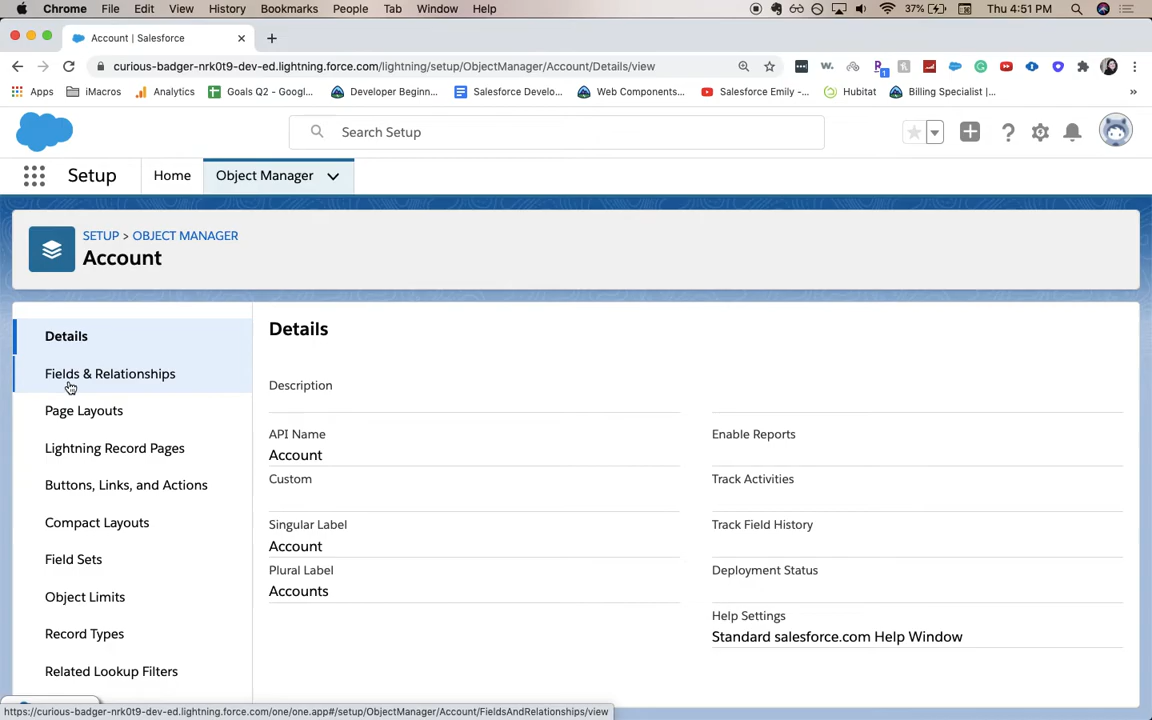 Chrome File Edit View History Bookmarks People Tab Window Help 37% Thu 4:51 PM
Account | Salesforce
curious-badger-nrk0t9-dev-ed.lightning.force.com/lightning/setup/ObjectManager/Account/Details/view
Apps iMacros Analytics Goals Q2 - Googl... Developer Beginn... Salesforce Develo... Web Components... Salesforce Emily -... Hubitat Billing Specialist |... »
Search Setup
Setup Home Object Manager
SETUP > OBJECT MANAGER
Account
Details
Fields & Relationships
Page Layouts
Lightning Record Pages
Buttons, Links, and Actions
Compact Layouts
Field Sets
Object Limits
Record Types
Related Lookup Filters
Details
Description
API Name
Account
Custom
Singular Label
Account
Plural Label
Accounts
Enable Reports
Track Activities
Track Field History
Deployment Status
Help Settings
Standard salesforce.com Help Window
https://curious-badger-nrk0t9-dev-ed.lightning.force.com/one/one.app#/setup/ObjectManager/Account/FieldsAndRelationships/view